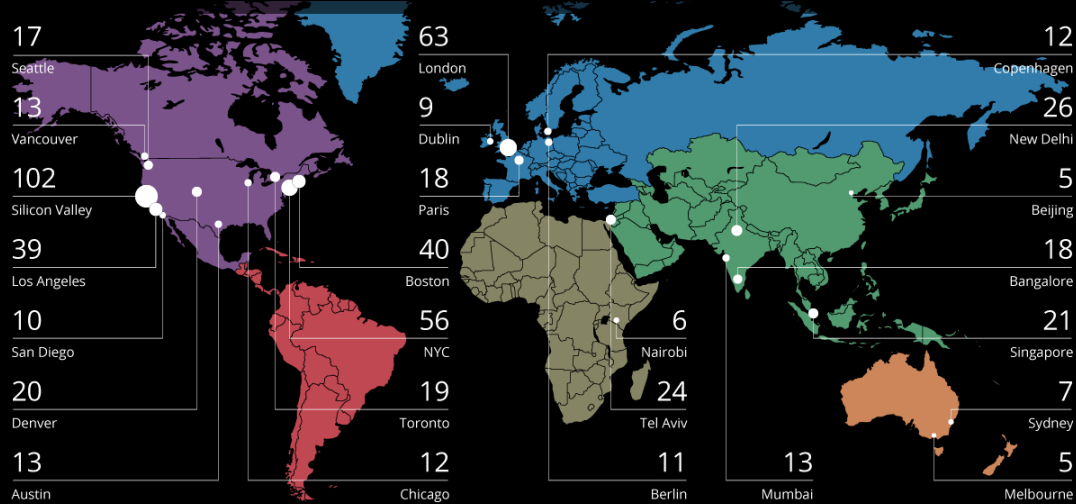 17
Seattle
13
Vancouver
102
Silicon Valley
39
Los Angeles
10
San Diego
20
Denver
13
Austin
63
London
9
Dublin
18
Paris
40
Boston
56
NYC
19
Toronto
12
Chicago
6
Nairobi
24
Tel Aviv
11
Berlin
13
Mumbai
12
Copenhagen
26
New Delhi
5
Beijing
18
Bangalore
21
Singapore
7
Sydney
5
Melbourne